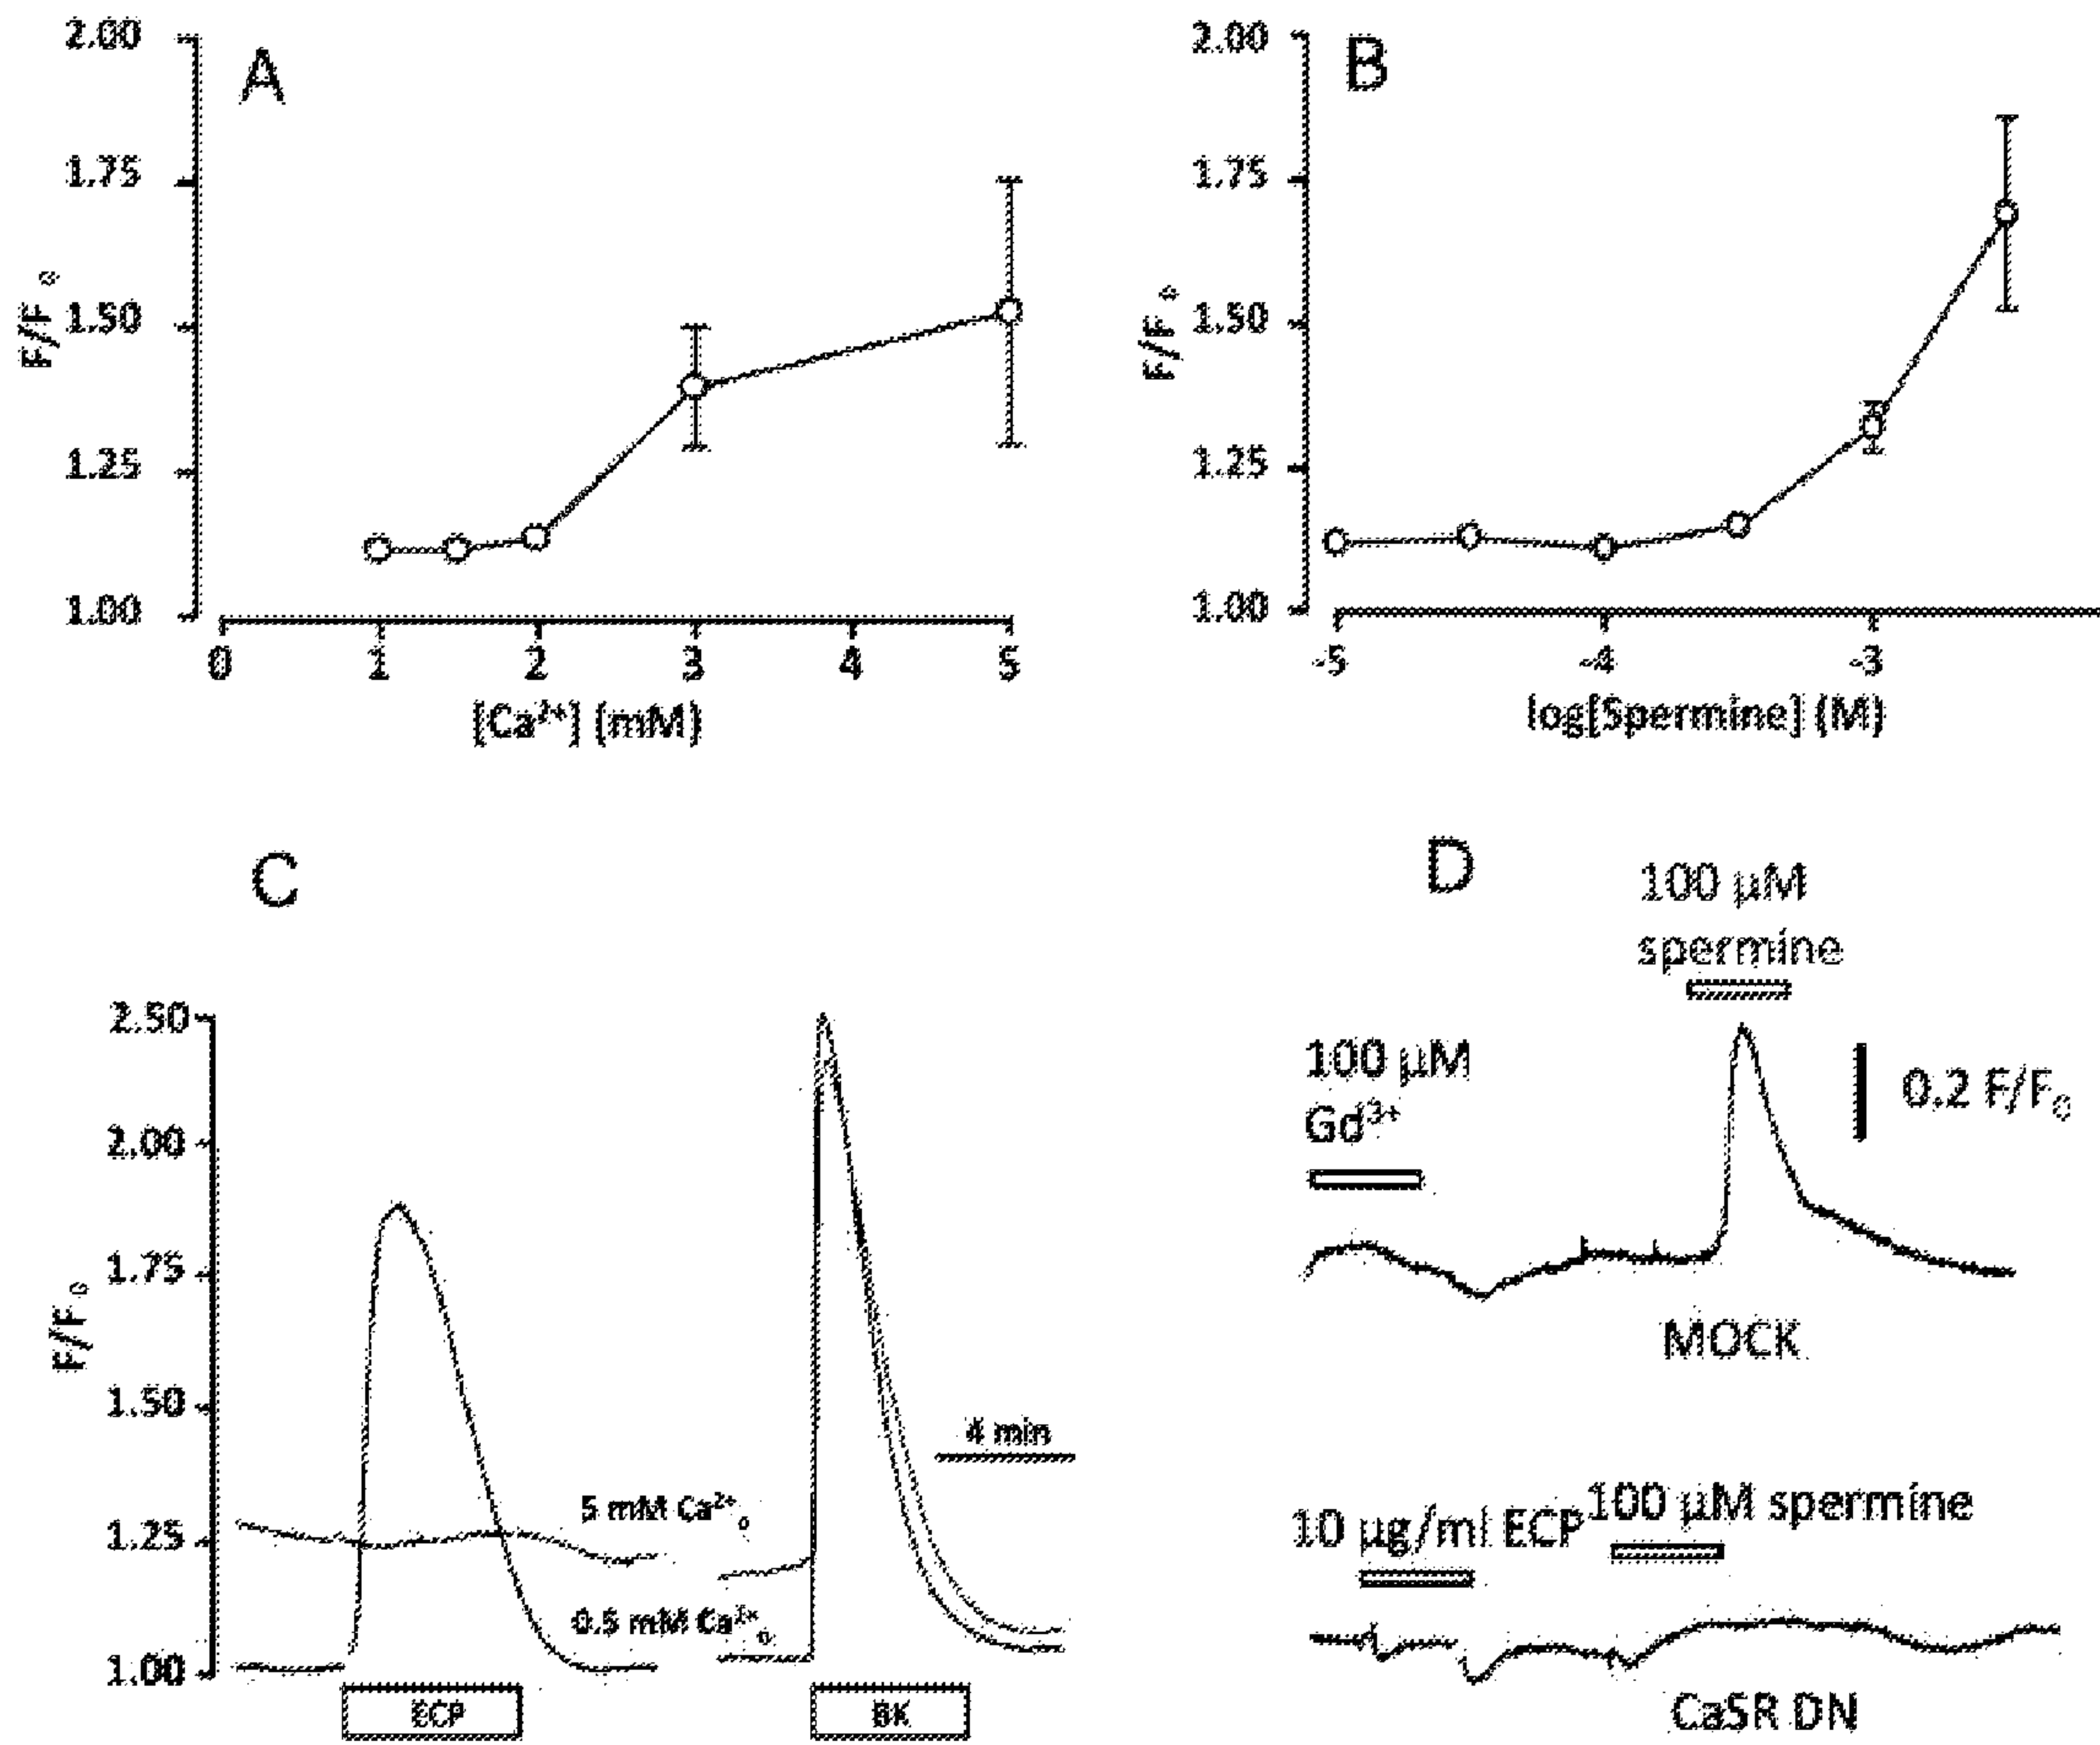 A
2.00
1.75
1.50
1.25
1.00
F/F0
0 1 2 3 4 5
[Ca2+] (mM)
B
2.00
1.75
1.50
1.25
1.00
F/F0
-5 -4 -3
log[Spermine] (M)
C
2.50
2.00
1.75
1.50
1.25
1.00
F/F0
4 min
5 mM Ca2+o
0.5 mM Ca2+o
ECP
BK
D
100 µM
spermine
100 µM
Gd3+
0.2 F/F0
MOCK
10 µg/ml ECP
100 µM spermine
CaSR DN